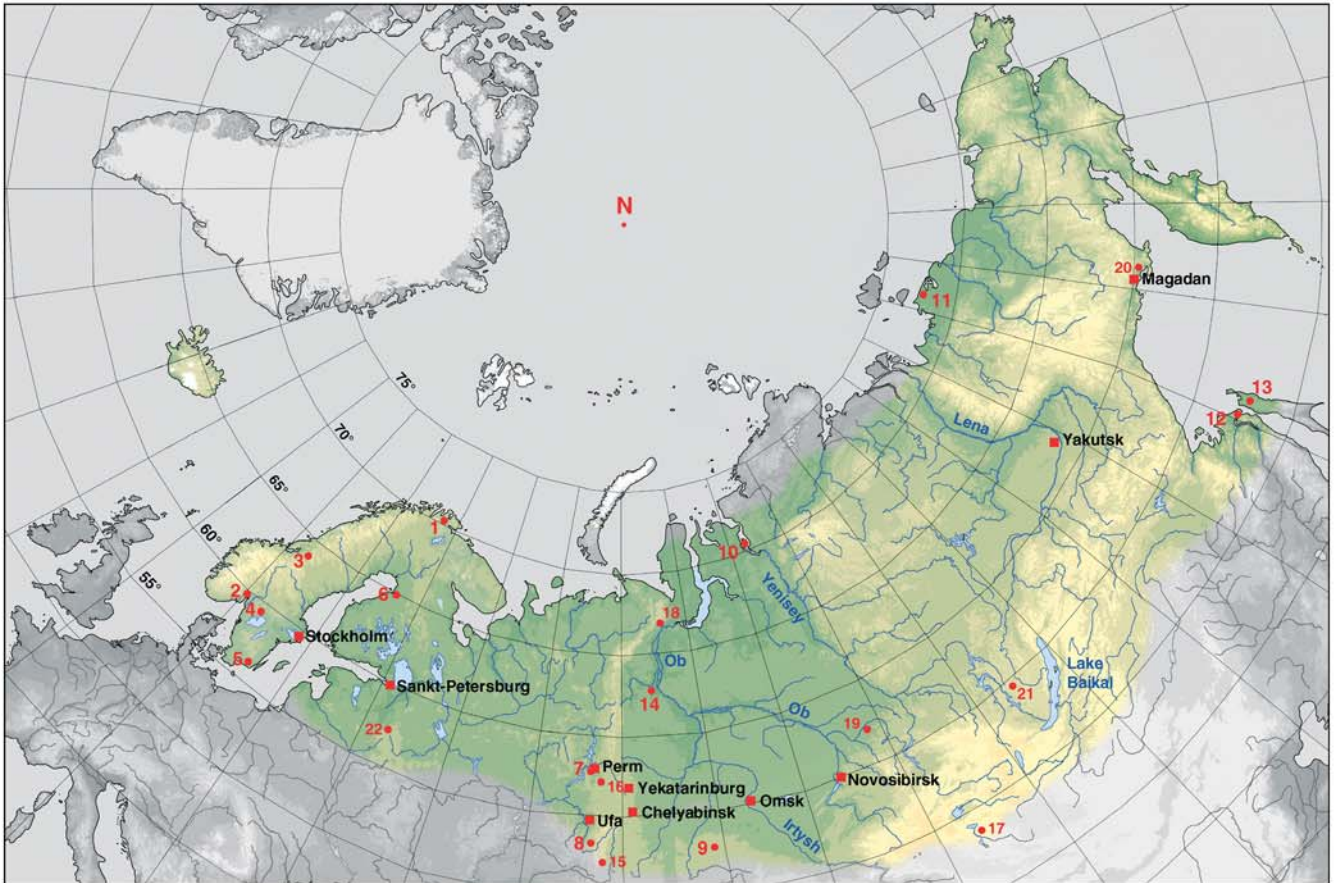 N
20
Magadan
11
75°
70°
65°
60°
55°
Lena
Yakutsk
13
12
1
2
3
4
5
6
Stockholm
Sankt-Petersburg
22
10
Yenisey
18
Ob
14
Ob
19
21
Lake
Baikal
7
Perm
16
Yekatarinburg
Chelyabinsk
Ufa
8
15
9
Omsk
Irtysh
Novosibirsk
17